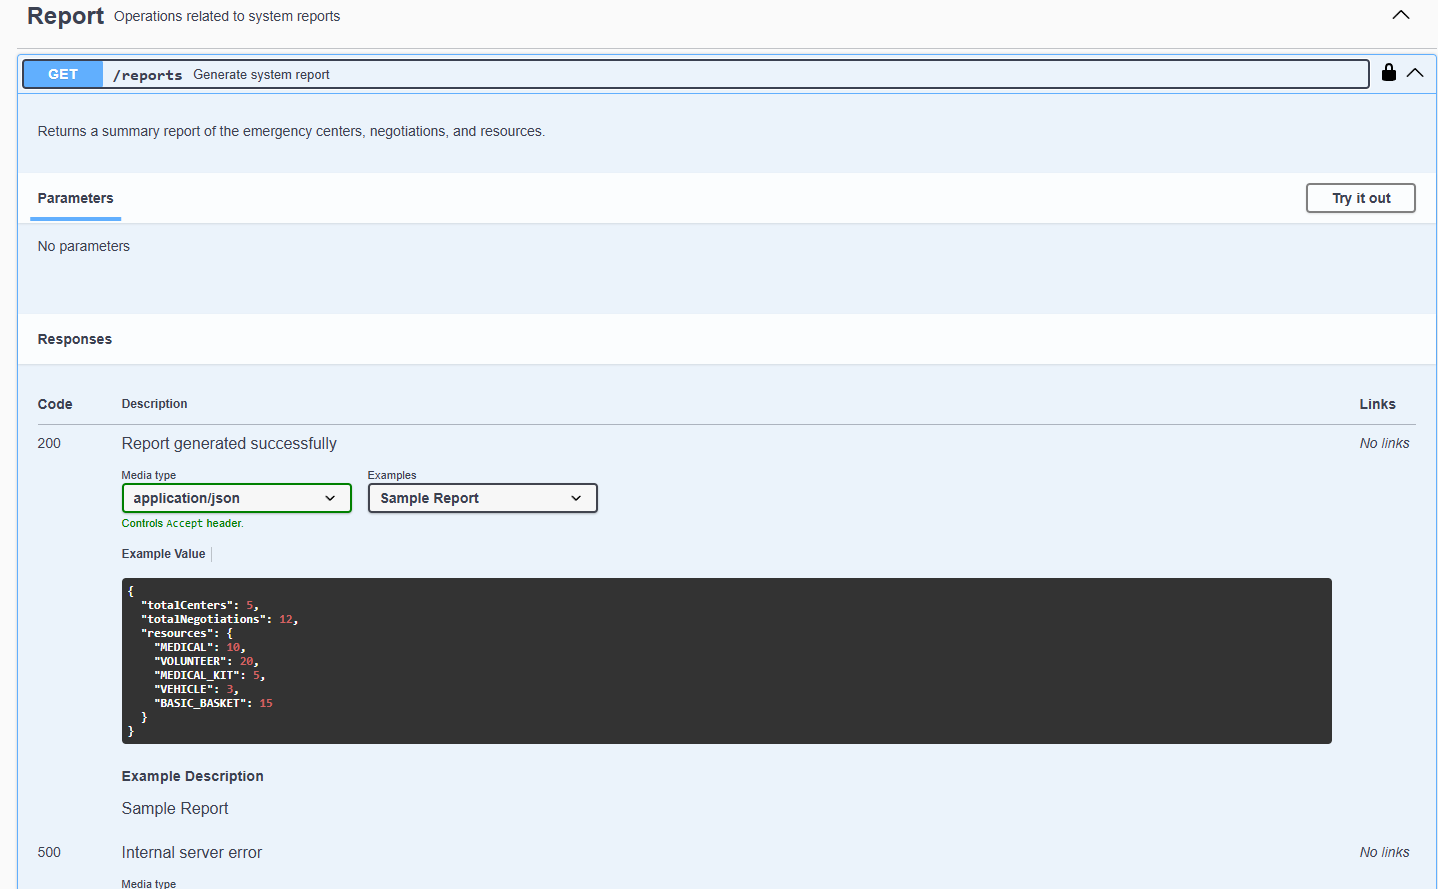 Report Operations related to system reports
GET /reports Generate system report
Returns a summary report of the emergency centers, negotiations, and resources.
Parameters Try it out
No parameters
Responses
Code Description Links
200 Report generated successfully No links
Media type Examples
application/json Sample Report
Controls Accept header.
Example Value
{
  "totalCenters": 5,
  "totalNegotiations": 12,
  "resources": {
    "MEDICAL": 10,
    "VOLUNTEER": 20,
    "MEDICAL_KIT": 5,
    "VEHICLE": 3,
    "BASIC_BASKET": 15
  }
}
Example Description
Sample Report
500 Internal server error No links
Media type